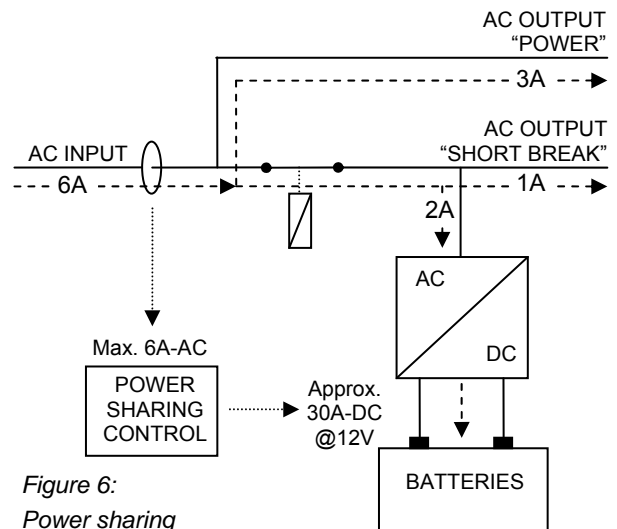 AC OUTPUT
“POWER”
3A
AC OUTPUT
“SHORT BREAK”
AC INPUT
6A
1A
2A
AC
DC
Max. 6A-AC
POWER
SHARING
CONTROL
Approx.
30A-DC
@12V
BATTERIES
Figure 6:
Power sharing